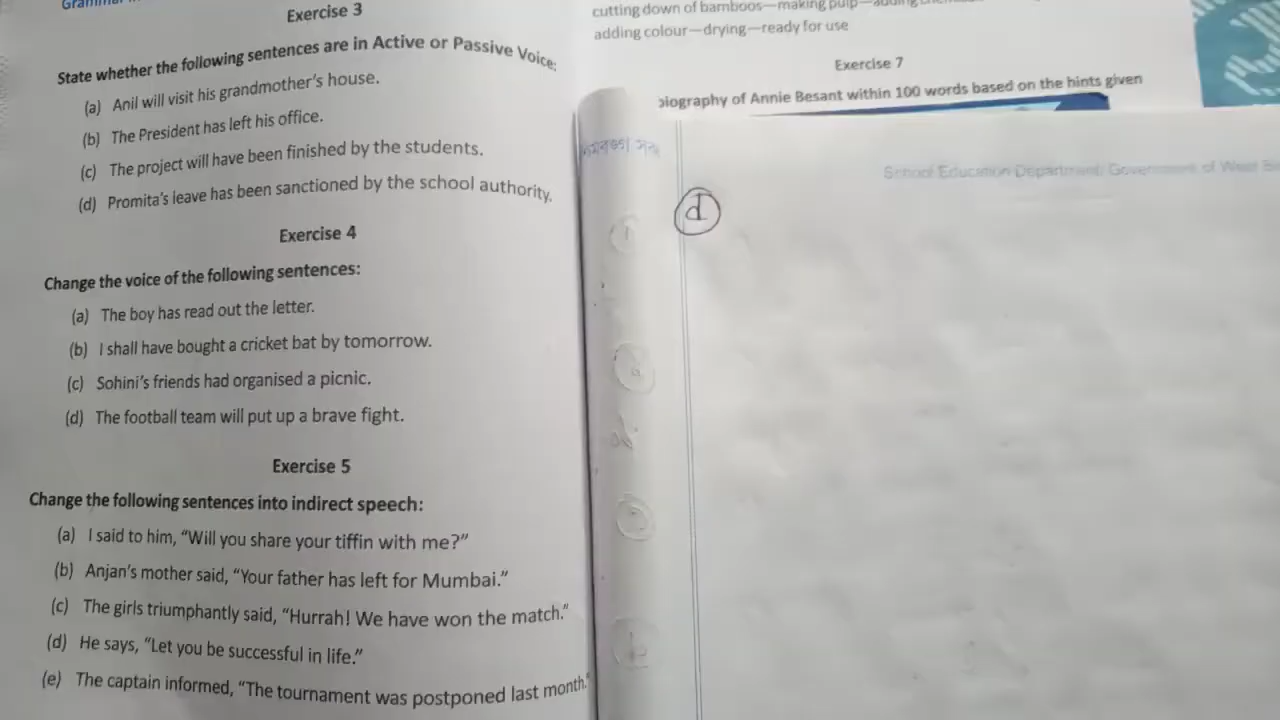 Exercise 3
State whether the following sentences are in Active or Passive Voice:
(a) Anil will visit his grandmother's house.
(b) The President has left his office.
(c) The project will have been finished by the students.
(d) Promita's leave has been sanctioned by the school authority.
Exercise 4
Change the voice of the following sentences:
(a) The boy has read out the letter.
(b) I shall have bought a cricket bat by tomorrow.
(c) Sohini's friends had organised a picnic.
(d) The football team will put up a brave fight.
Exercise 5
Change the following sentences into indirect speech:
(a) I said to him, “Will you share your tiffin with me?”
(b) Anjan's mother said, “Your father has left for Mumbai.”
(c) The girls triumphantly said, “Hurrah! We have won the match.”
(d) He says, “Let you be successful in life.”
(e) The captain informed, “The tournament was postponed last month.”
cutting down of bamboos—making pulp—adding
adding colour—drying—ready for use
Exercise 7
biography of Annie Besant within 100 words based on the hints given
School Education Department, Government of West
d